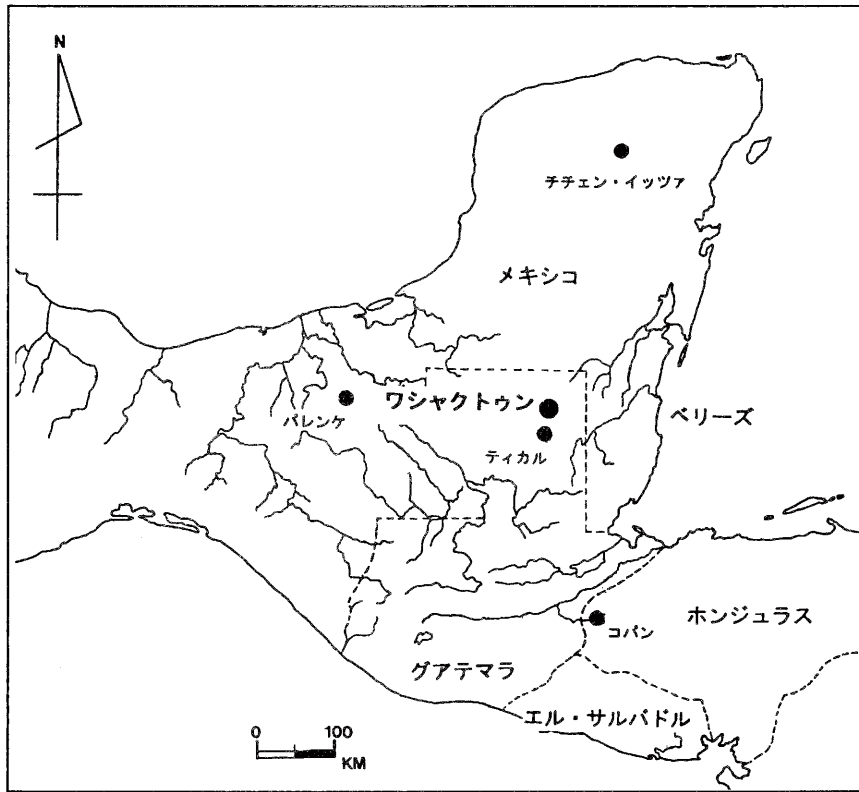 N
チチェン・イッツァ
メキシコ
ワシャクトゥン
パレンケ
ベリーズ
ティカル
ホンジュラス
コパン
グアテマラ
エル・サルバドル
0 100
KM